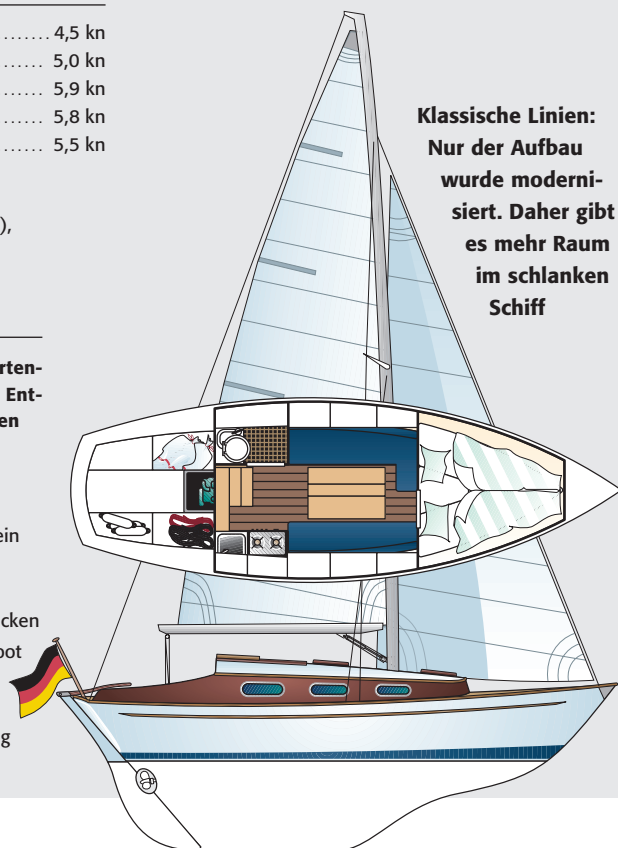 ...... 4,5 kn
...... 5,0 kn
...... 5,9 kn
...... 5,8 kn
...... 5,5 kn
),
rten-
Ent-
en
ein
cken
oot
g
Klassische Linien:
Nur der Aufbau
wurde moderni-
siert. Daher gibt
es mehr Raum
im schlanken
Schiff